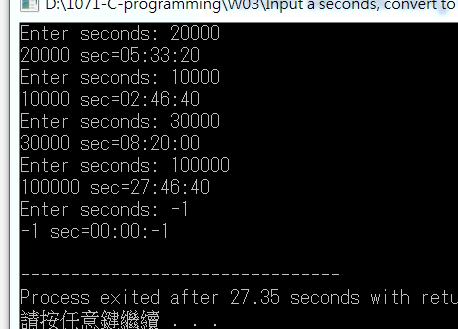 D:\1071-C-programming\W03\Input a seconds, convert to
Enter seconds: 20000
20000 sec=05:33:20
Enter seconds: 10000
10000 sec=02:46:40
Enter seconds: 30000
30000 sec=08:20:00
Enter seconds: 100000
100000 sec=27:46:40
Enter seconds: -1
-1 sec=00:00:-1
--------------------------------
Process exited after 27.35 seconds with retu
請按任意鍵繼續 . . .